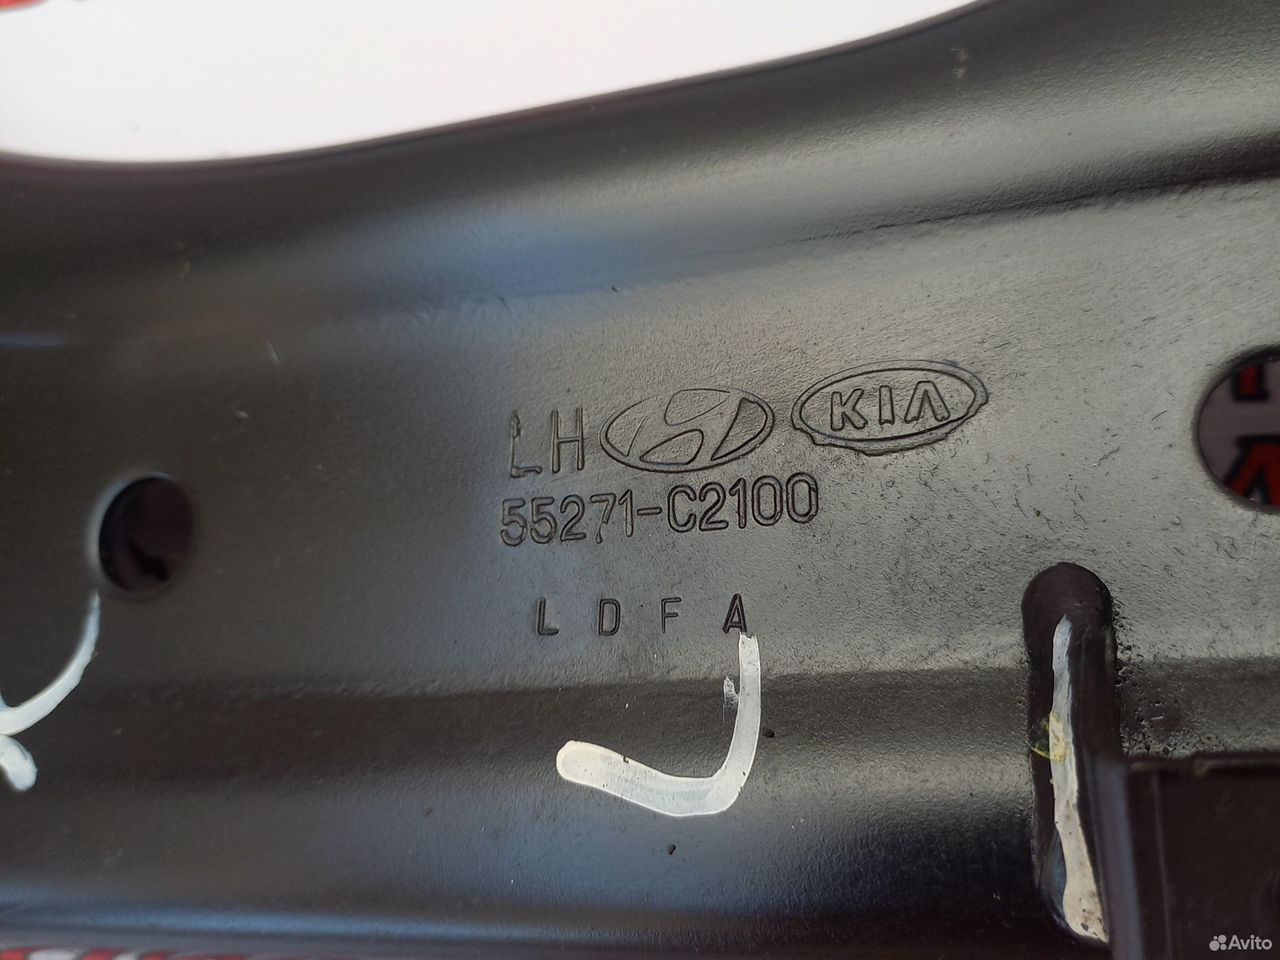 LH KIA
55271-C2100
L D F A
Avito